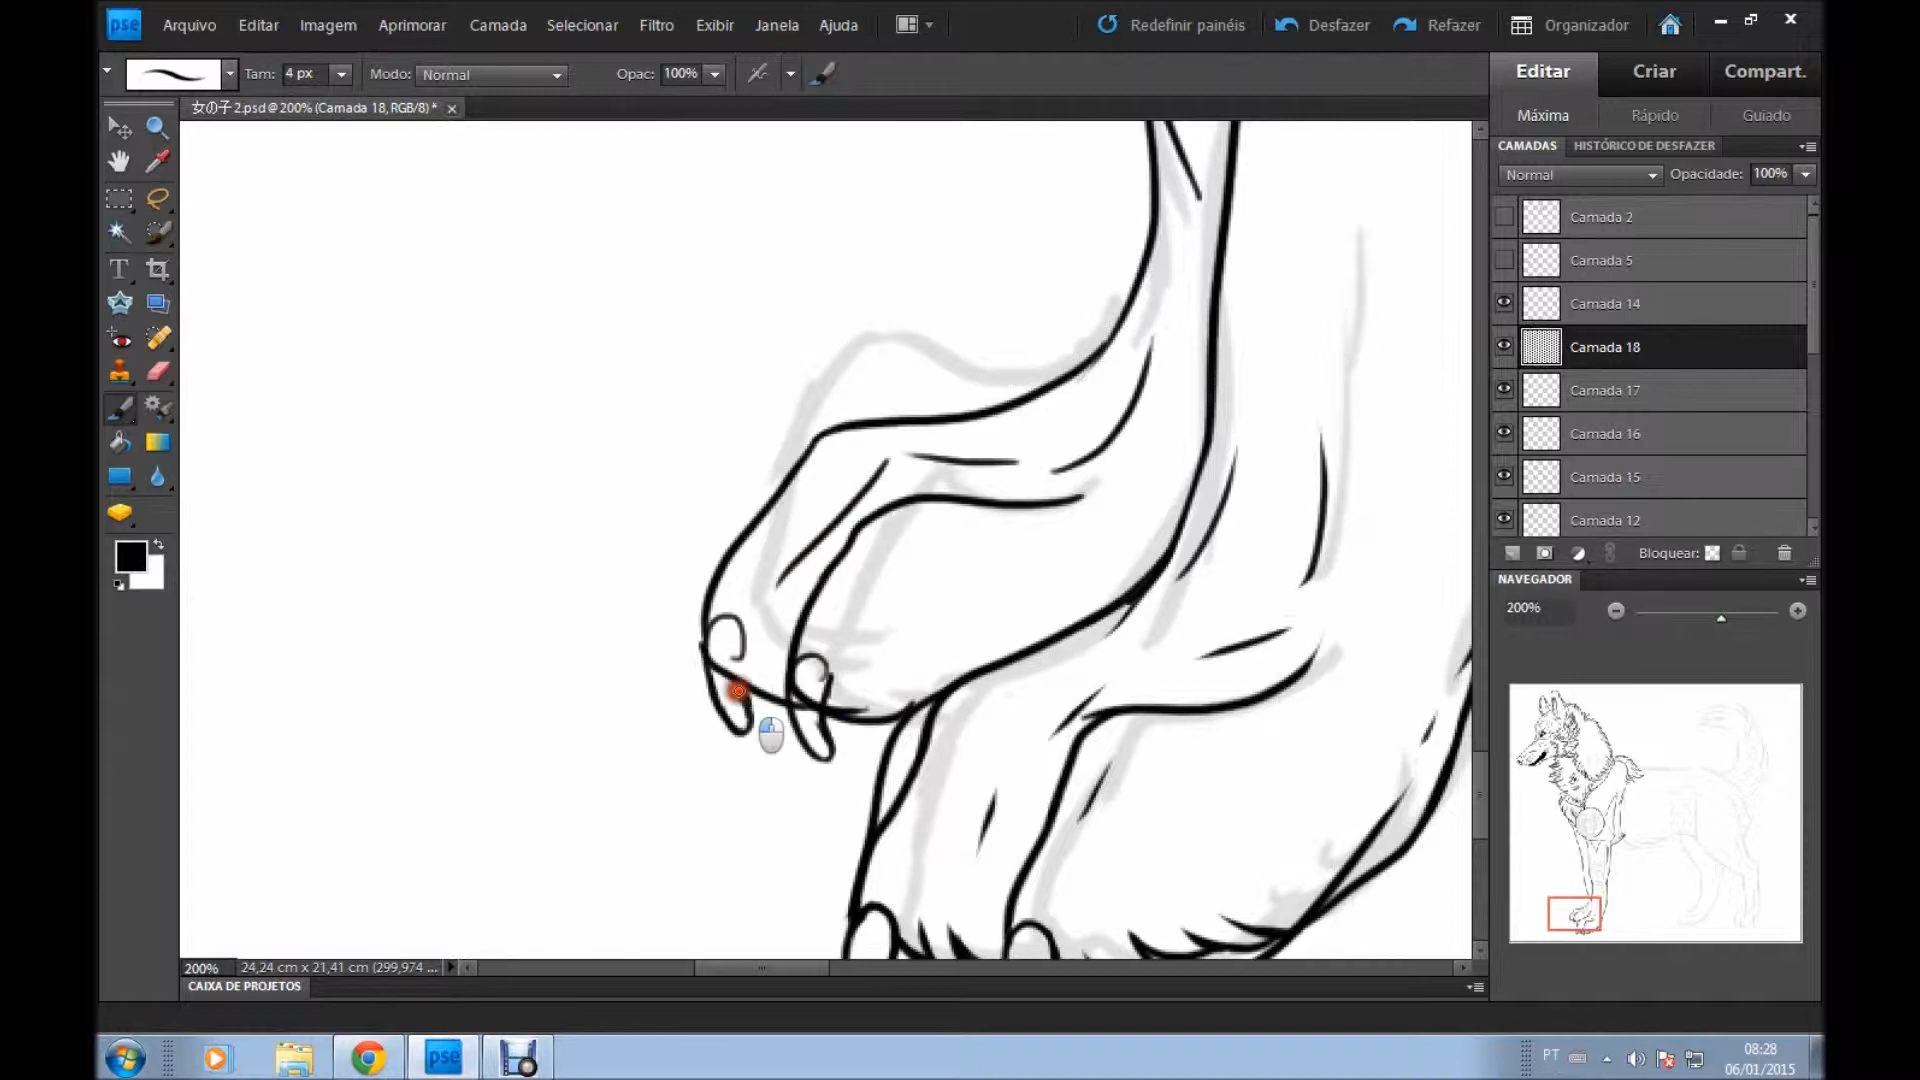 pse Arquivo Editar Imagem Aprimorar Camada Selecionar Filtro Exibir Janela Ajuda Redefinir painéis Desfazer Refazer Organizador
Tam: 4 px Modo: Normal Opac: 100%
Editar Criar Compart.
女の子 2.psd @ 200% (Camada 18, RGB/8) *
Máxima Rápido Guiado
CAMADAS HISTÓRICO DE DESFAZER
Normal Opacidade: 100%
Camada 2
Camada 5
Camada 14
Camada 18
Camada 17
Camada 16
Camada 15
Camada 12
Bloquear:
NAVEGADOR
200%
200% 24,24 cm x 21,41 cm (299,974 ...
CAIXA DE PROJETOS
pse
PT
08:28
06/01/2015